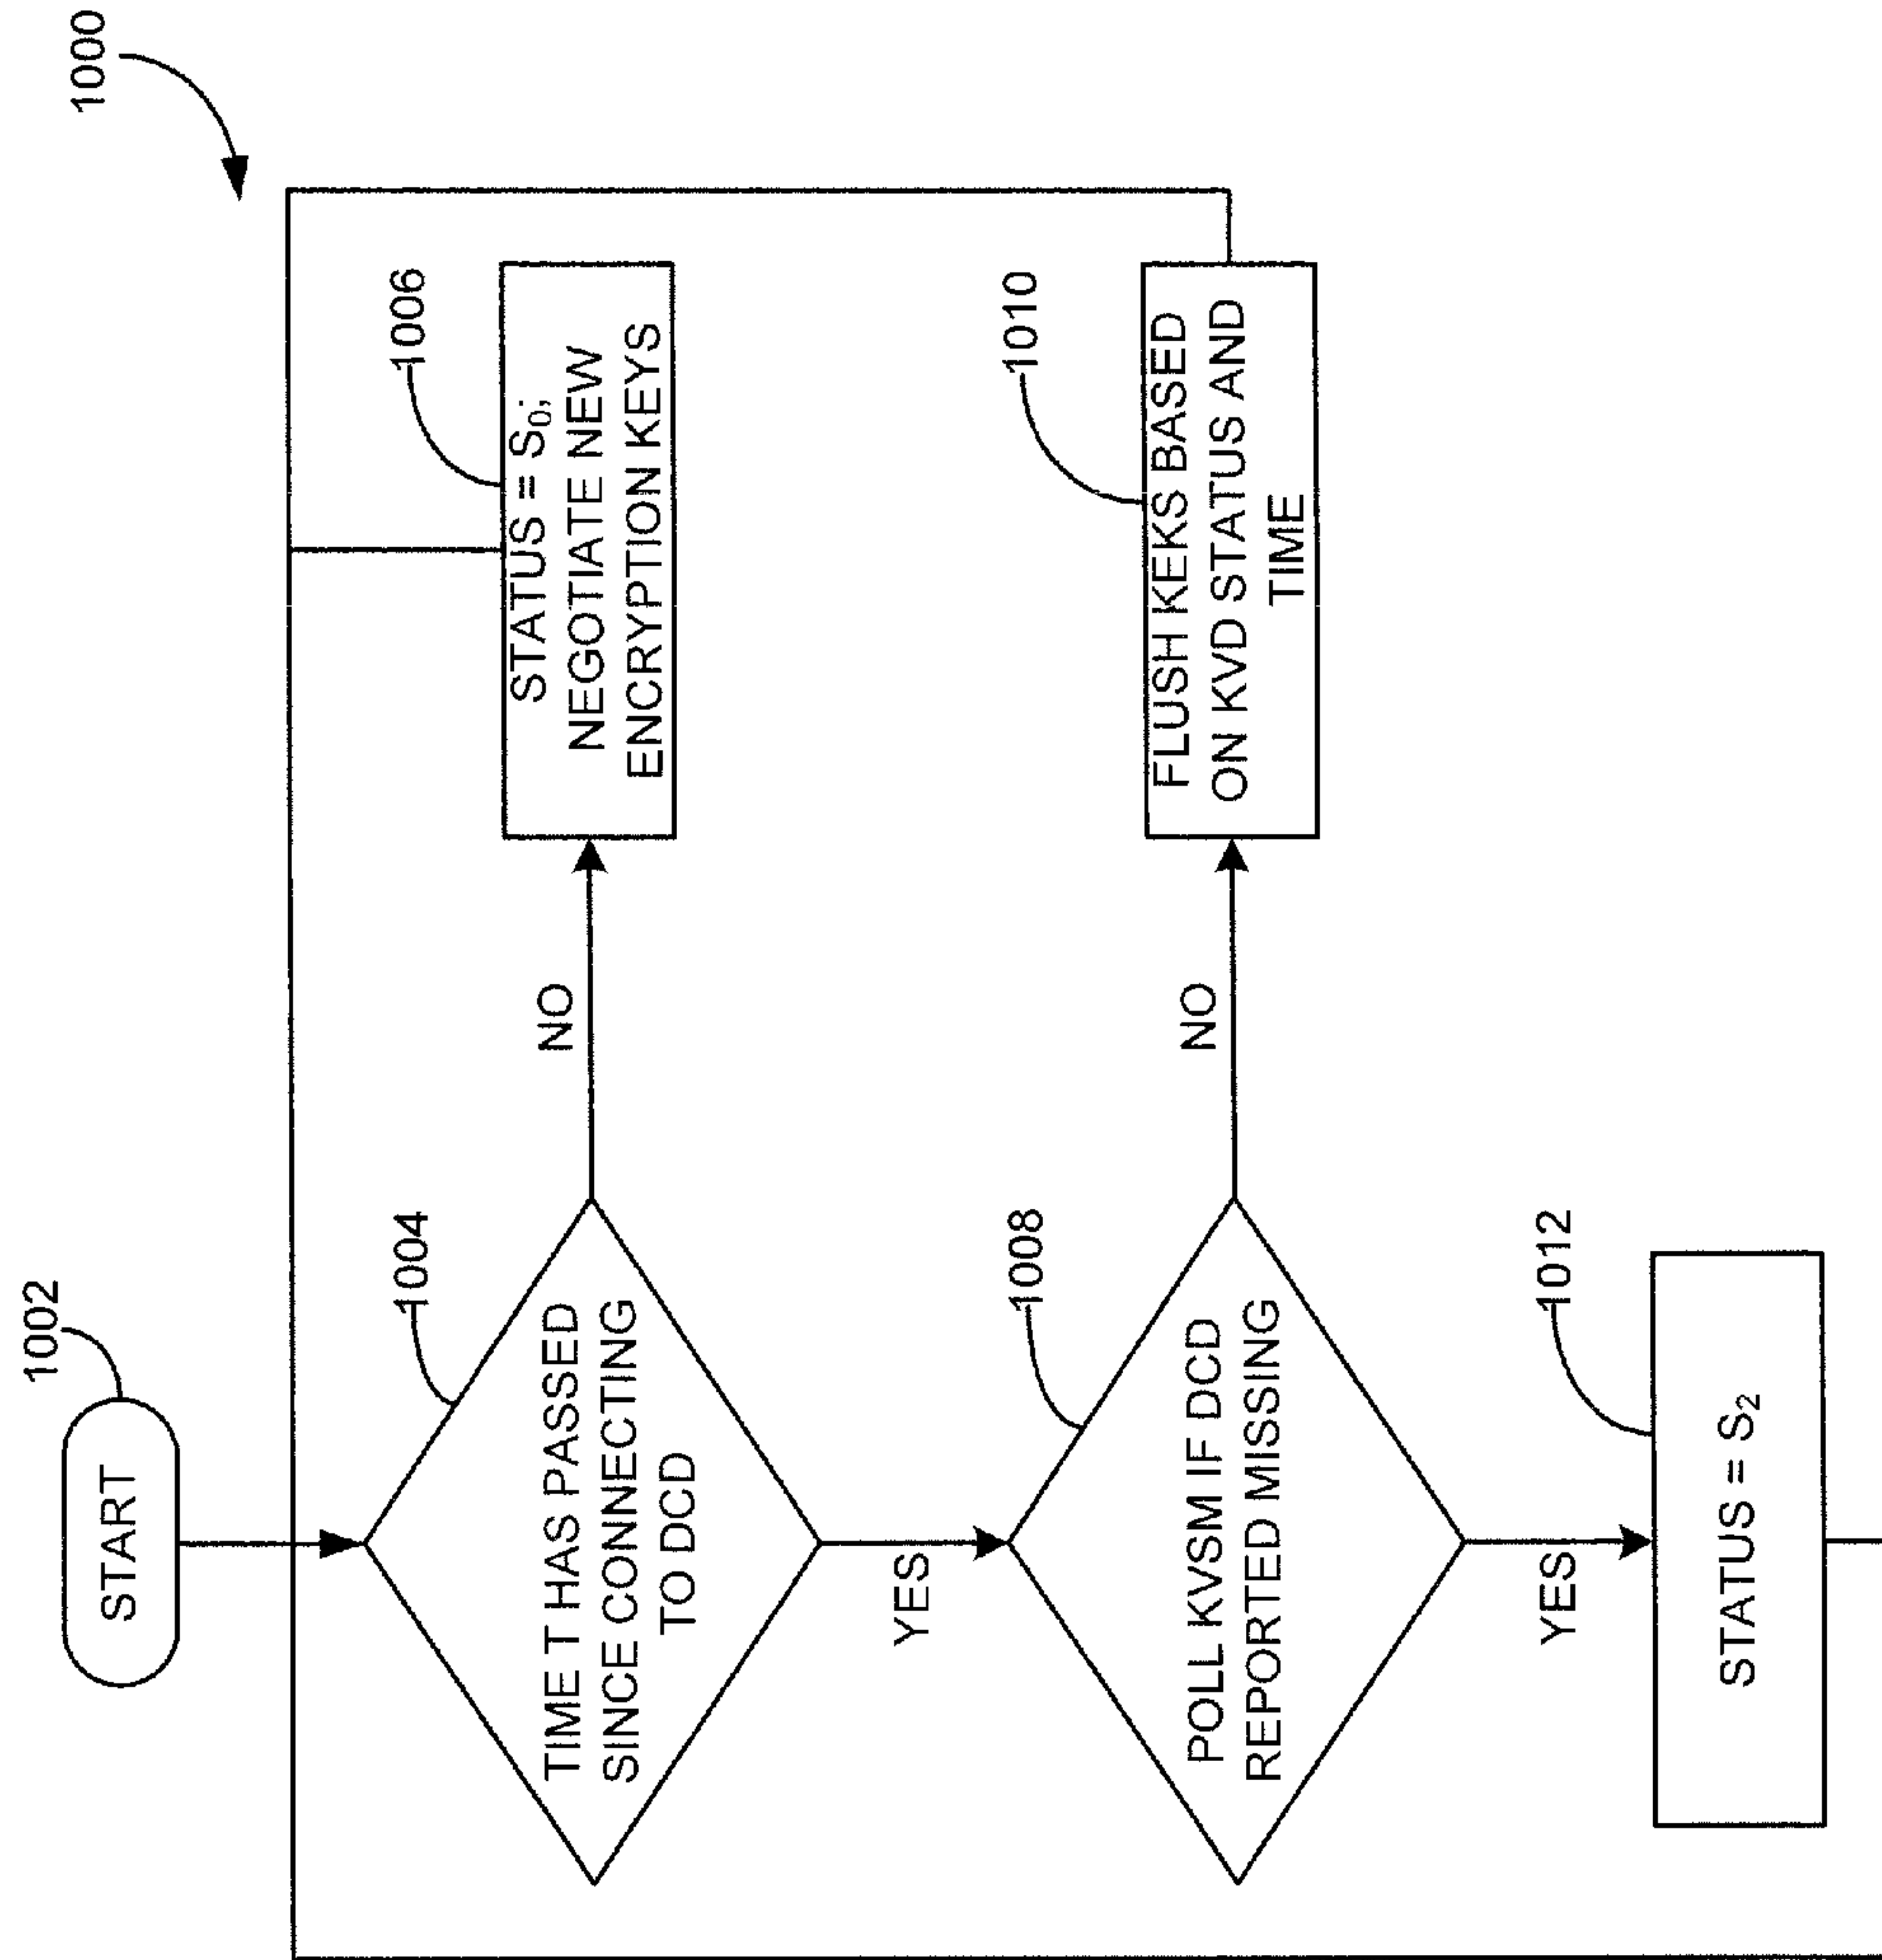 1000
1002
START
1004
TIME T HAS PASSED
SINCE CONNECTING
TO DCD
NO
1006
STATUS = S₀;
NEGOTIATE NEW
ENCRYPTION KEYS
YES
1008
POLL KVSM IF DCD
REPORTED MISSING
NO
1010
FLUSH KEKS BASED
ON KVD STATUS AND
TIME
YES
1012
STATUS = S₂